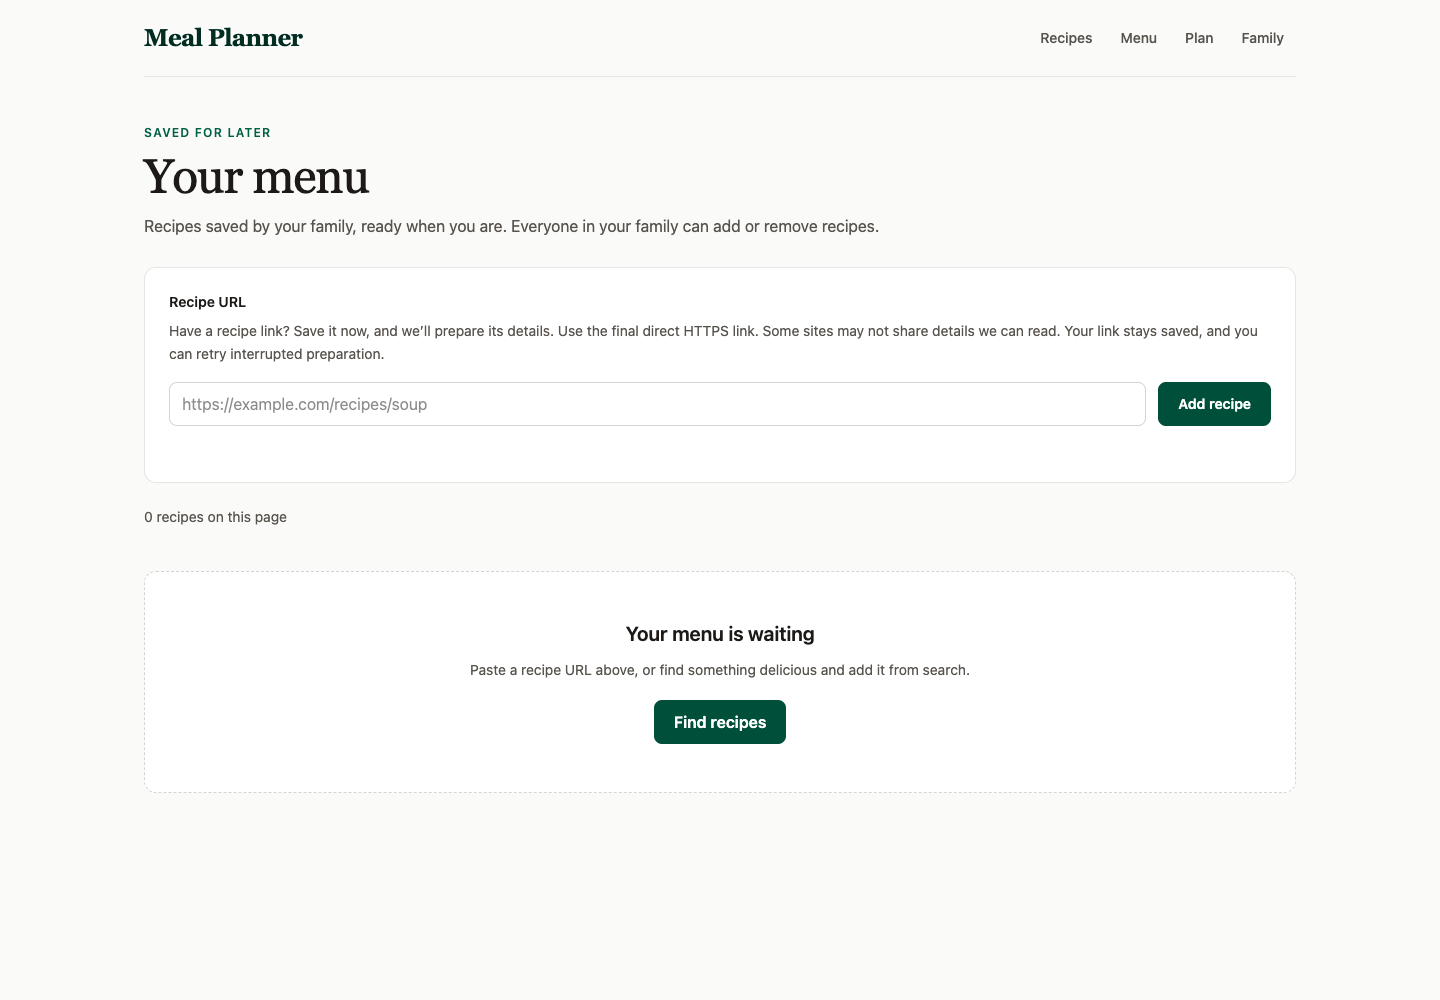 Meal Planner
Recipes Menu Plan Family
SAVED FOR LATER
Your menu
Recipes saved by your family, ready when you are. Everyone in your family can add or remove recipes.
Recipe URL
Have a recipe link? Save it now, and we’ll prepare its details. Use the final direct HTTPS link. Some sites may not share details we can read. Your link stays saved, and you
can retry interrupted preparation.
https://example.com/recipes/soup
Add recipe
0 recipes on this page
Your menu is waiting
Paste a recipe URL above, or find something delicious and add it from search.
Find recipes